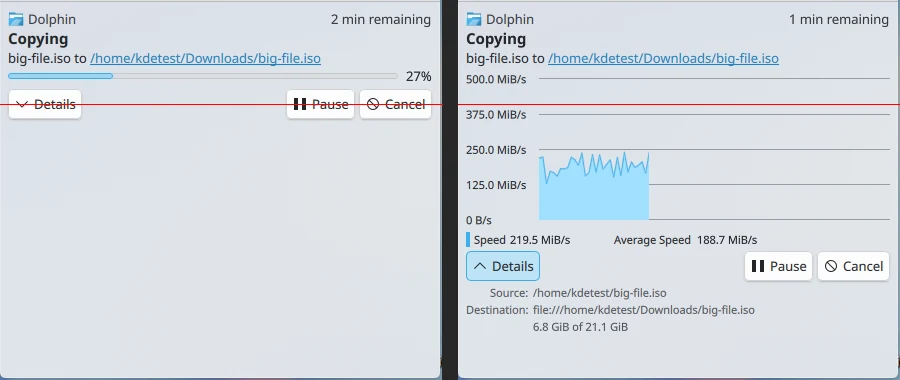 Dolphin 2 min remaining
Copying
big-file.iso to /home/kdetest/Downloads/big-file.iso
27%
Details Pause Cancel
Dolphin 1 min remaining
Copying
big-file.iso to /home/kdetest/Downloads/big-file.iso
500.0 MiB/s
375.0 MiB/s
250.0 MiB/s
125.0 MiB/s
0 B/s
Speed 219.5 MiB/s Average Speed 188.7 MiB/s
Details Pause Cancel
Source: /home/kdetest/big-file.iso
Destination: file:///home/kdetest/Downloads/big-file.iso
6.8 GiB of 21.1 GiB